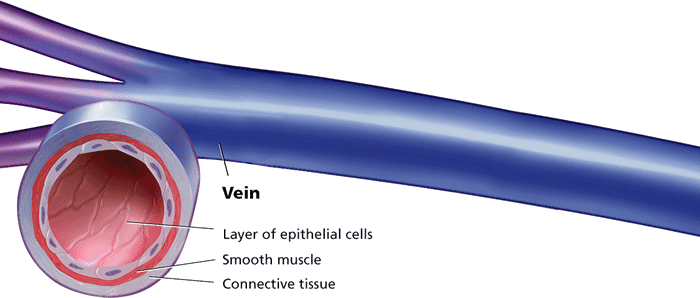 Vein
Layer of epithelial cells
Smooth muscle
Connective tissue